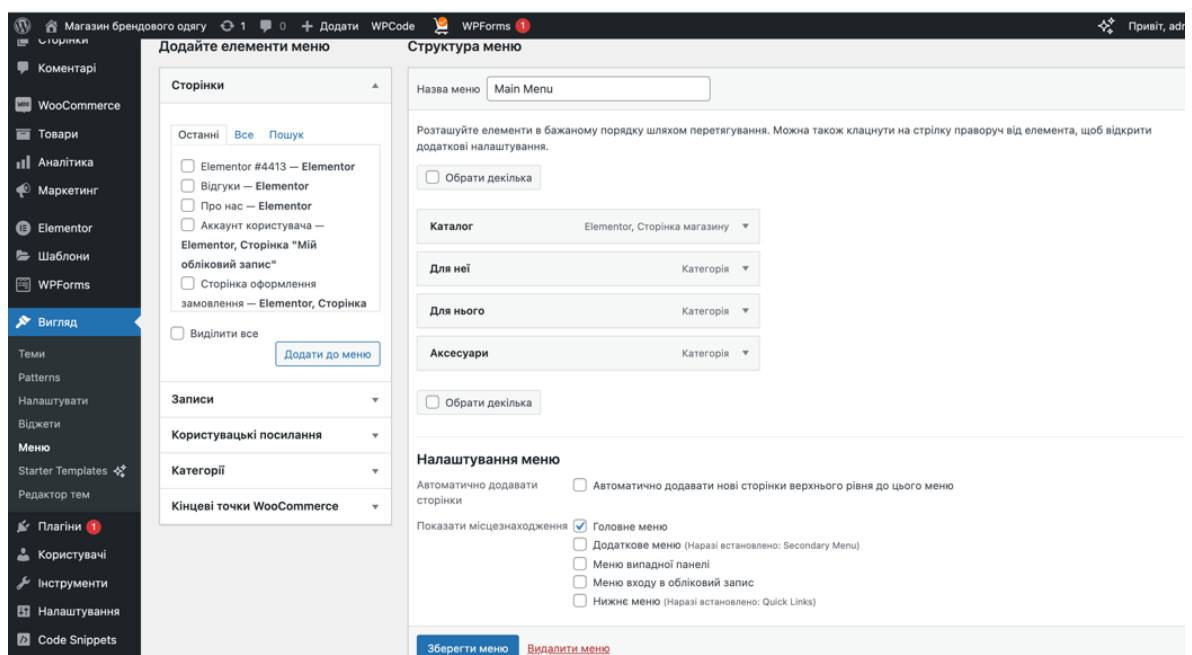 Магазин брендового одягу 1 0 + Додати WPCode WPForms 1 Привіт, adm
Сторінки
Коментарі
WooCommerce
Товари
Аналітика
Маркетинг
Elementor
Шаблони
WPForms
Вигляд
Теми
Patterns
Налаштувати
Віджети
Меню
Starter Templates
Редактор тем
Плагіни 1
Користувачі
Інструменти
Налаштування
Code Snippets
Додайте елементи меню
Сторінки
Останні Все Пошук
Elementor #4413 — Elementor
Відгуки — Elementor
Про нас — Elementor
Аккаунт користувача —
Elementor, Сторінка "Мій
обліковий запис"
Сторінка оформлення
замовлення — Elementor, Сторінка
Виділити все
Додати до меню
Записи
Користувацькі посилання
Категорії
Кінцеві точки WooCommerce
Структура меню
Назва меню Main Menu
Розташуйте елементи в бажаному порядку шляхом перетягування. Можна також клацнути на стрілку праворуч від елемента, щоб відкрити
додаткові налаштування.
Обрати декілька
Каталог Elementor, Сторінка магазину
Для неї Категорія
Для нього Категорія
Аксесуари Категорія
Обрати декілька
Налаштування меню
Автоматично додавати
сторінки
Автоматично додавати нові сторінки верхнього рівня до цього меню
Показати місцезнаходження Головне меню
Додаткове меню (Наразі встановлено: Secondary Menu)
Меню випадної панелі
Меню входу в обліковий запис
Нижнє меню (Наразі встановлено: Quick Links)
Зберегти меню Видалити меню